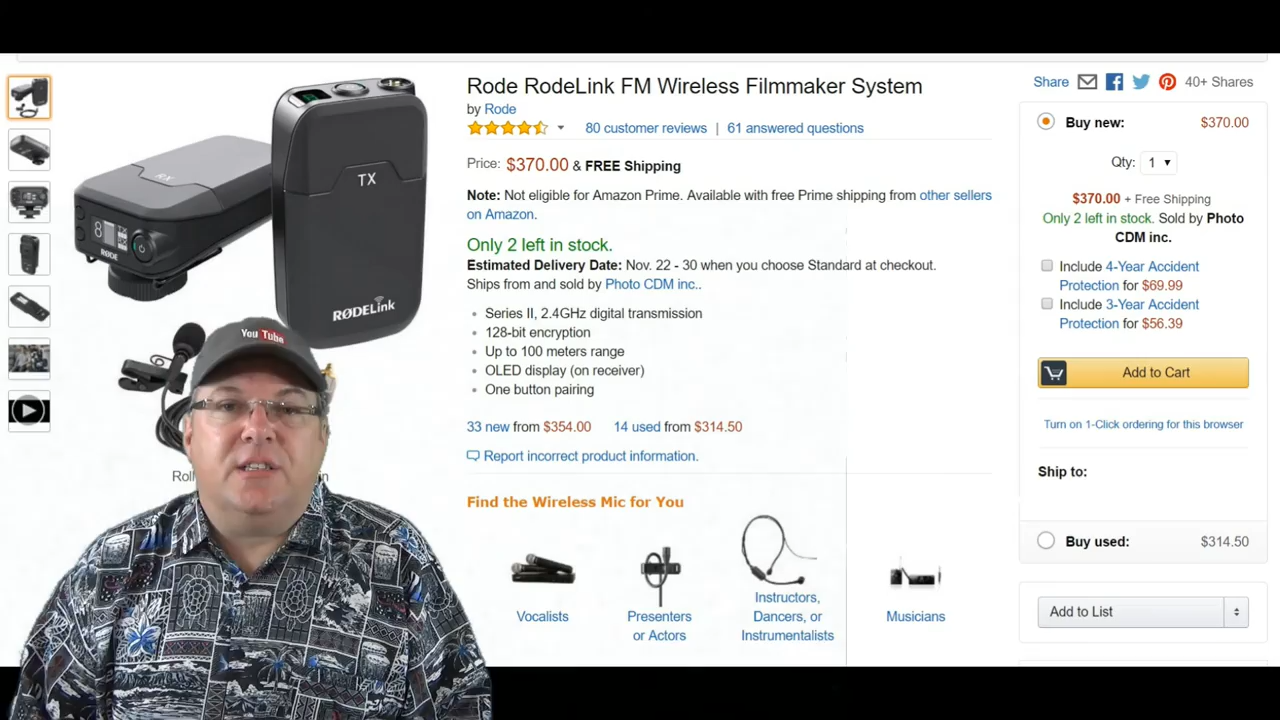 Rode RodeLink FM Wireless Filmmaker System
by Rode
80 customer reviews | 61 answered questions
Price: $370.00 & FREE Shipping
Note: Not eligible for Amazon Prime. Available with free Prime shipping from other sellers
on Amazon.
Only 2 left in stock.
Estimated Delivery Date: Nov. 22 - 30 when you choose Standard at checkout.
Ships from and sold by Photo CDM inc..
Series II, 2.4GHz digital transmission
128-bit encryption
Up to 100 meters range
OLED display (on receiver)
One button pairing
33 new from $354.00 14 used from $314.50
Report incorrect product information.
Find the Wireless Mic for You
Vocalists
Presenters
or Actors
Instructors,
Dancers, or
Instrumentalists
Musicians
Share 40+ Shares
Buy new: $370.00
Qty: 1
$370.00 + Free Shipping
Only 2 left in stock. Sold by Photo
CDM inc.
Include 4-Year Accident
Protection for $69.99
Include 3-Year Accident
Protection for $56.39
Add to Cart
Turn on 1-Click ordering for this browser
Ship to:
Buy used: $314.50
Add to List
RX
TX
8
RØDE
RØDELink
You Tube